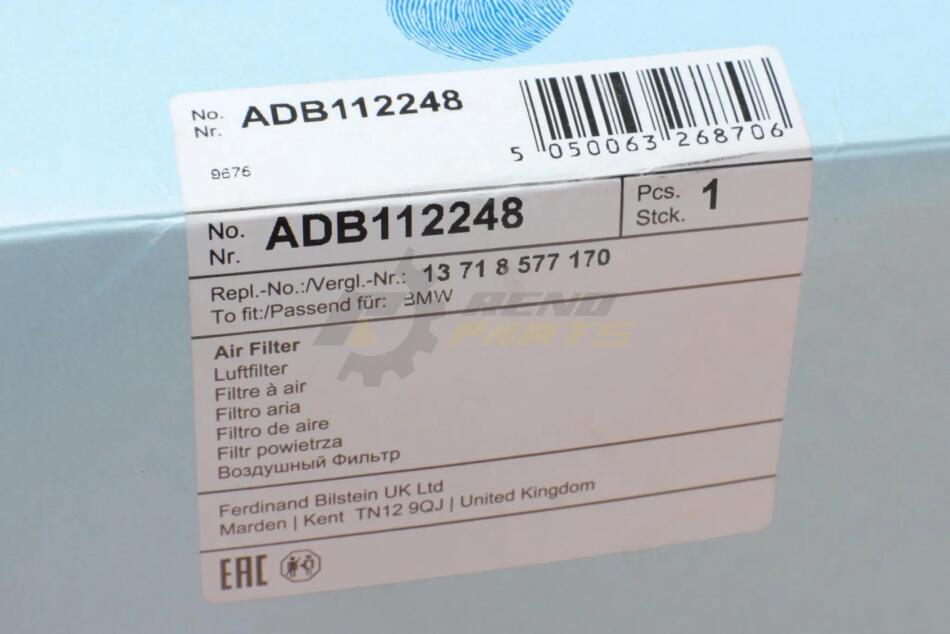 No. ADB112248
Nr.
9675
5 050063 268706
No. ADB112248
Nr.
Pcs. 1
Stck.
Repl.-No.:/Vergl.-Nr.: 13 71 8 577 170
To fit:/Passend für: BMW
RENO
PARTS
Air Filter
Luftfilter
Filtre à air
Filtro aria
Filtro de aire
Filtr powietrza
Воздушный Фильтр
Ferdinand Bilstein UK Ltd
Marden | Kent TN12 9QJ | United Kingdom
EAC